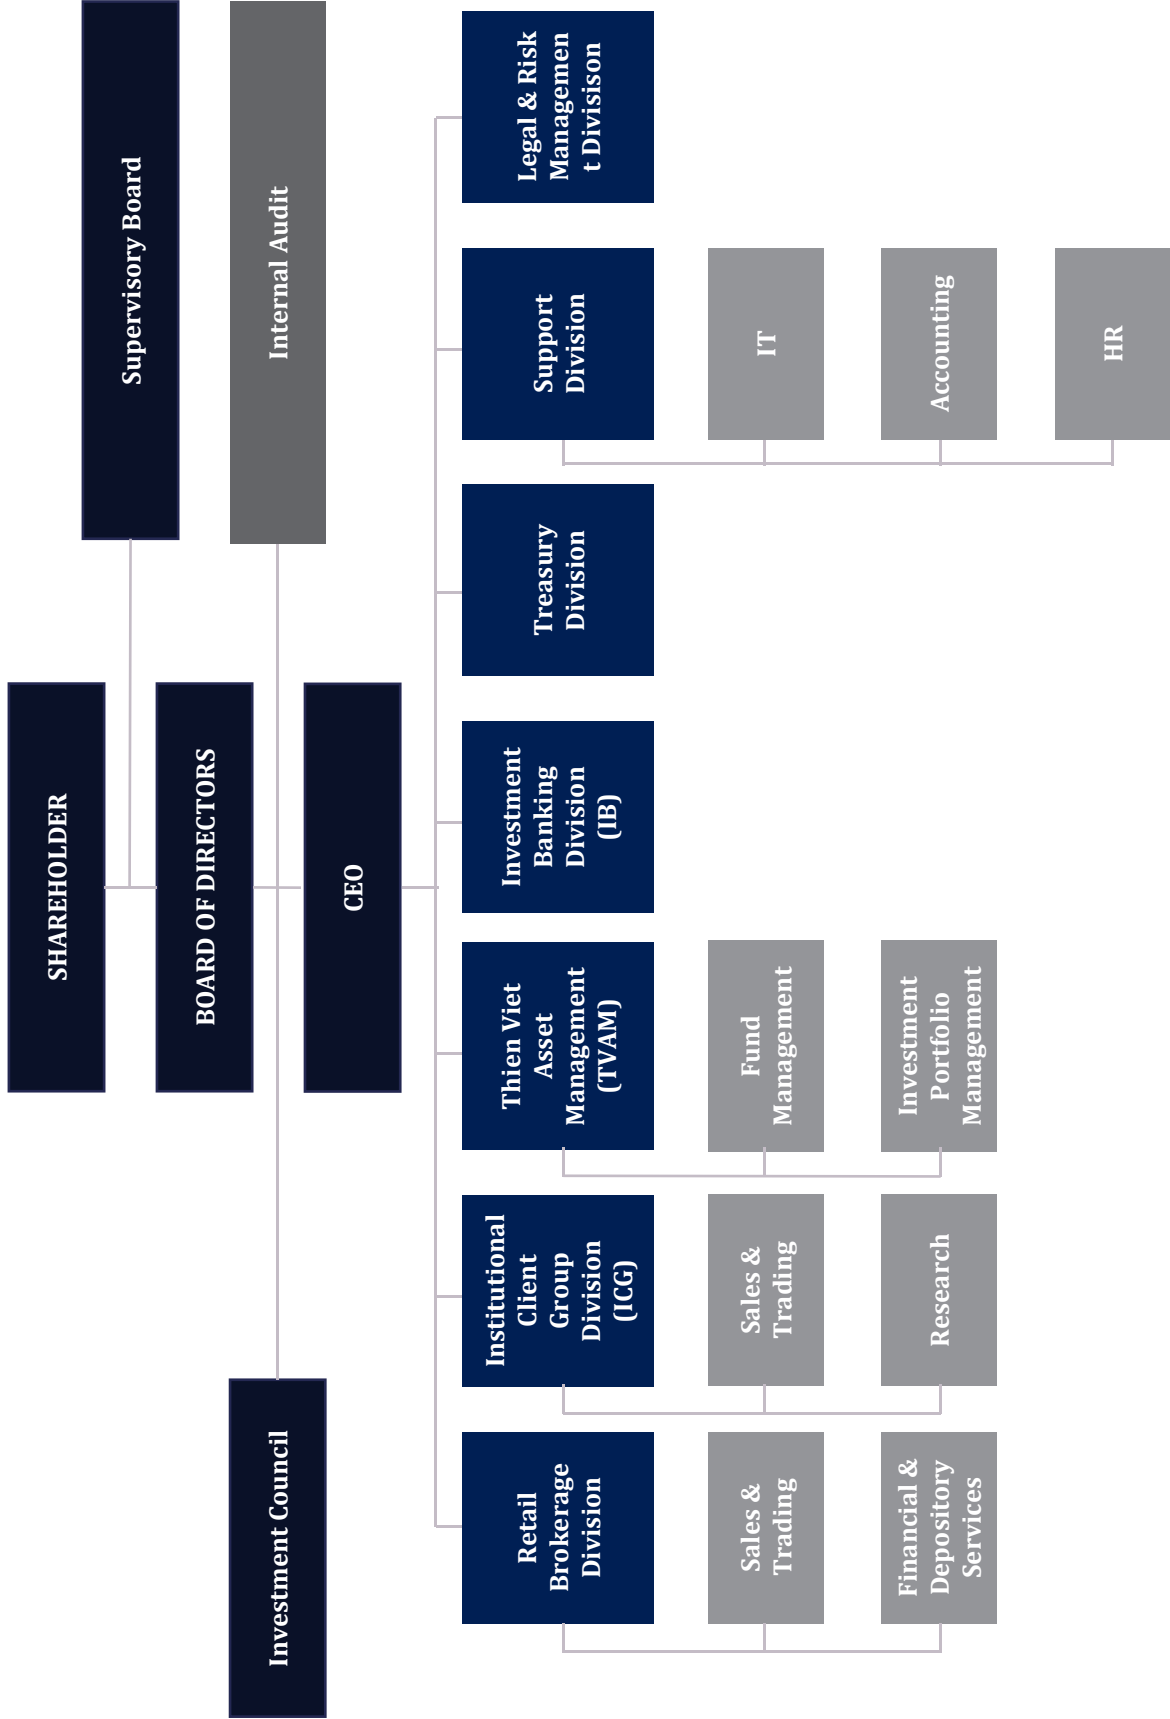 SHAREHOLDER
Supervisory Board
BOARD OF DIRECTORS
Investment Council
Internal Audit
CEO
Retail
Brokerage
Division
Institutional
Client
Group
Division
(ICG)
Thien Viet
Asset
Management
(TVAM)
Investment
Banking
Division
(IB)
Treasury
Division
Support
Division
Legal & Risk
Managemen
t Divisison
Sales &
Trading
Sales &
Trading
Fund
Management
IT
Financial &
Depository
Services
Research
Investment
Portfolio
Management
Accounting
HR